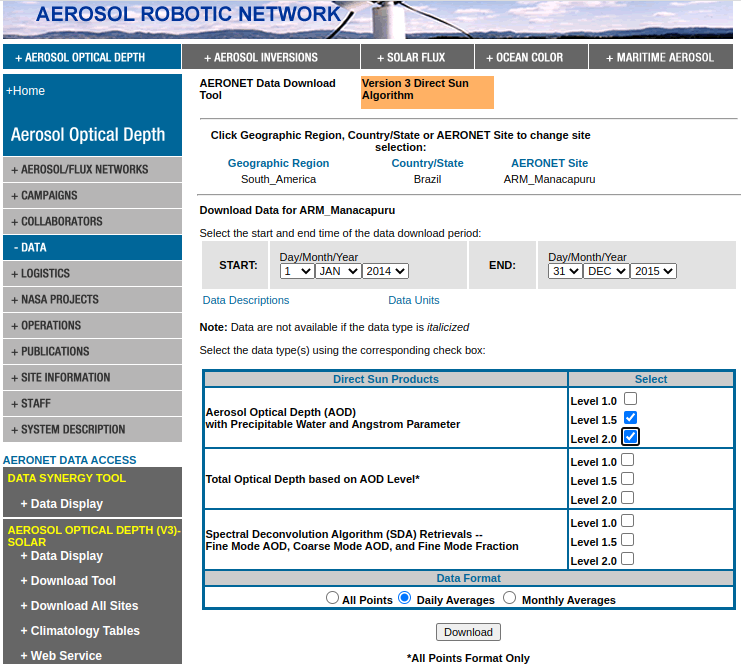 AEROSOL ROBOTIC NETWORK
+ AEROSOL OPTICAL DEPTH
+ AEROSOL INVERSIONS
+ SOLAR FLUX
+ OCEAN COLOR
+ MARITIME AEROSOL
+Home
Aerosol Optical Depth
+ AEROSOL/FLUX NETWORKS
+ CAMPAIGNS
+ COLLABORATORS
- DATA
+ LOGISTICS
+ NASA PROJECTS
+ OPERATIONS
+ PUBLICATIONS
+ SITE INFORMATION
+ STAFF
+ SYSTEM DESCRIPTION
AERONET DATA ACCESS
DATA SYNERGY TOOL
+ Data Display
AEROSOL OPTICAL DEPTH (V3)-
SOLAR
+ Data Display
+ Download Tool
+ Download All Sites
+ Climatology Tables
+ Web Service
AERONET Data Download
Tool
Version 3 Direct Sun
Algorithm
Click Geographic Region, Country/State or AERONET Site to change site
selection:
Geographic Region Country/State AERONET Site
South_America Brazil ARM_Manacapuru
Download Data for ARM_Manacapuru
Select the start and end time of the data download period:
START:
Day/Month/Year
1 JAN 2014
END:
Day/Month/Year
31 DEC 2015
Data Descriptions Data Units
Note: Data are not available if the data type is italicized
Select the data type(s) using the corresponding check box:
Direct Sun Products Select
Aerosol Optical Depth (AOD)
with Precipitable Water and Angstrom Parameter
Level 1.0
Level 1.5
Level 2.0
Total Optical Depth based on AOD Level*
Level 1.0
Level 1.5
Level 2.0
Spectral Deconvolution Algorithm (SDA) Retrievals --
Fine Mode AOD, Coarse Mode AOD, and Fine Mode Fraction
Level 1.0
Level 1.5
Level 2.0
Data Format
All Points Daily Averages Monthly Averages
Download
*All Points Format Only